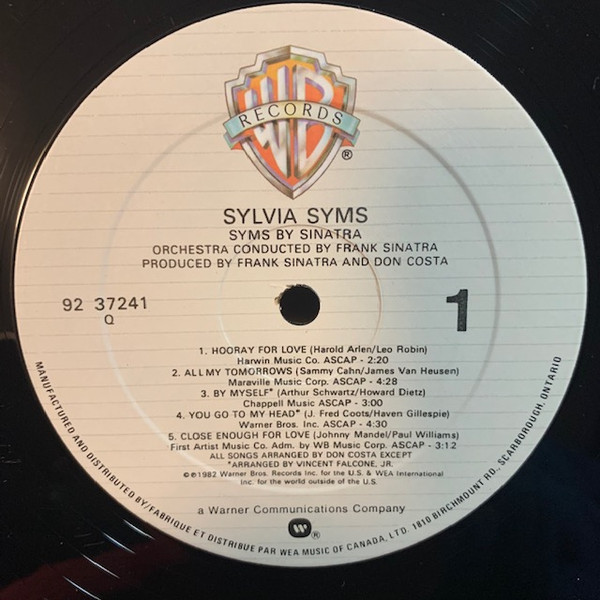 WB
RECORDS
®
SYLVIA SYMS
SYMS BY SINATRA
ORCHESTRA CONDUCTED BY FRANK SINATRA
PRODUCED BY FRANK SINATRA AND DON COSTA
92 37241
Q
1
1. HOORAY FOR LOVE (Harold Arlen/Leo Robin)
Harwin Music Co. ASCAP - 2:20
2. ALL MY TOMORROWS (Sammy Cahn/James Van Heusen)
Maraville Music Corp. ASCAP - 4:28
3. BY MYSELF* (Arthur Schwartz/Howard Dietz)
Chappell Music ASCAP - 3:00
4. YOU GO TO MY HEAD* (J. Fred Coots/Haven Gillespie)
Warner Bros. Inc. ASCAP - 4:30
5. CLOSE ENOUGH FOR LOVE (Johnny Mandel/Paul Williams)
First Artist Music Co. Adm. by WB Music Corp. ASCAP - 3:12
ALL SONGS ARRANGED BY DON COSTA EXCEPT
*ARRANGED BY VINCENT FALCONE, JR.
©℗1982 Warner Bros. Records Inc. for the U.S. & WEA International
Inc. for the world outside of the U.S.
a Warner Communications Company
W ®
MANUFACTURED AND DISTRIBUTED BY/FABRIQUE ET DISTRIBUE PAR WEA MUSIC OF CANADA, LTD. 1810 BIRCHMOUNT RD., SCARBOROUGH, ONTARIO